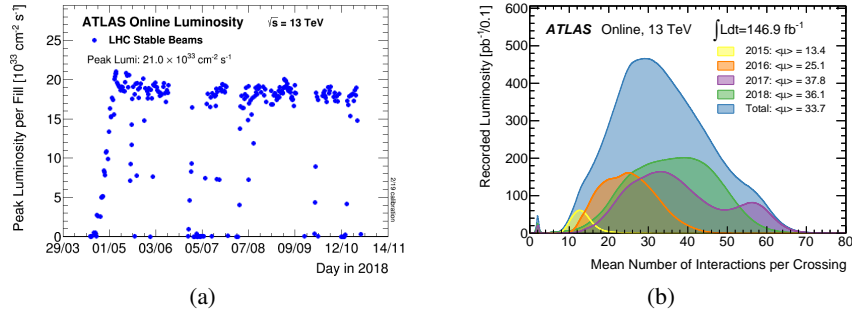 ATLAS Online Luminosity √s = 13 TeV
LHC Stable Beams
Peak Lumi: 21.0 × 10³³ cm⁻² s⁻¹
Peak Luminosity per Fill [10³³ cm⁻² s⁻¹]
30
25
20
15
10
5
0
29/03 01/05 03/06 05/07 07/08 09/09 12/10 14/11
Day in 2018
2/19 calibration
(a)
ATLAS Online, 13 TeV ∫Ldt=146.9 fb⁻¹
2015: <μ> = 13.4
2016: <μ> = 25.1
2017: <μ> = 37.8
2018: <μ> = 36.1
Total: <μ> = 33.7
Recorded Luminosity [pb⁻¹/0.1]
600
500
400
300
200
100
0
0 10 20 30 40 50 60 70 80
Mean Number of Interactions per Crossing
(b)